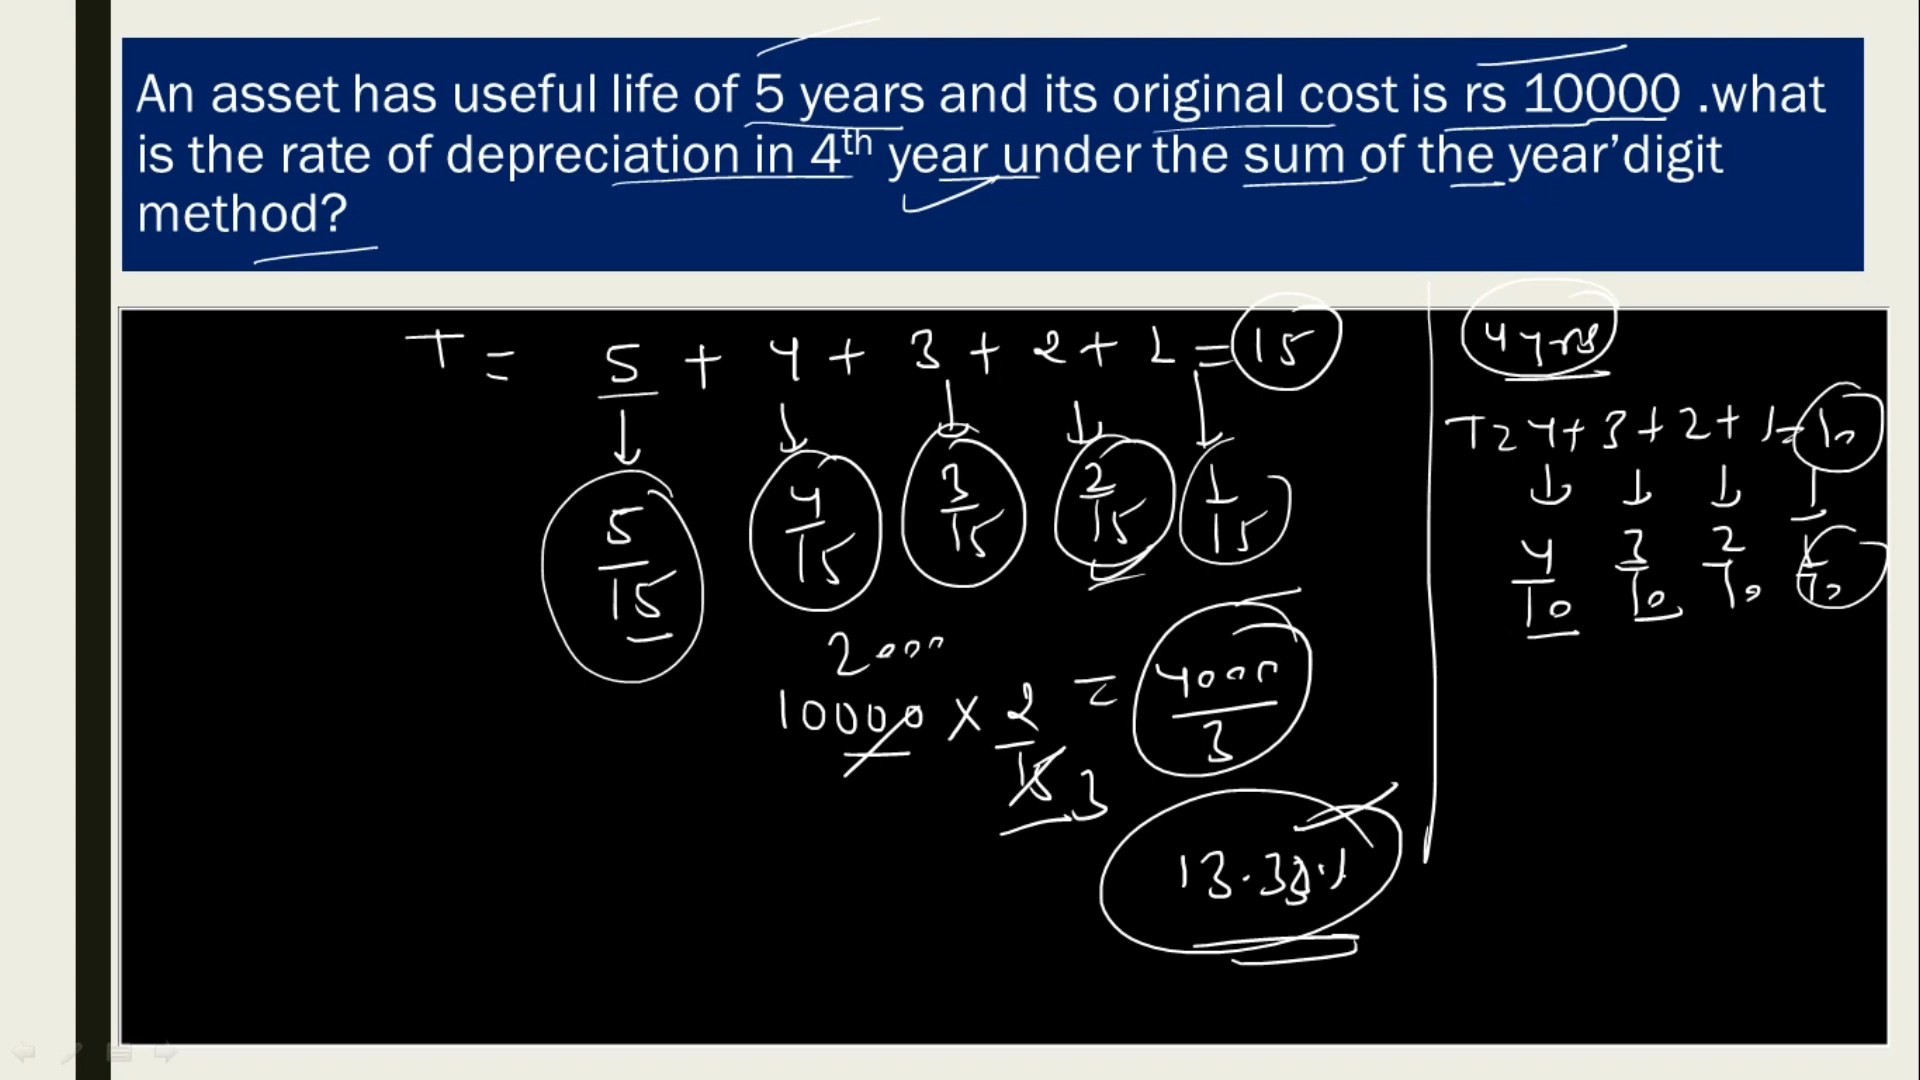 An asset has useful life of 5 years and its original cost is rs 10000 .what
is the rate of depreciation in 4th year under the sum of the year'digit
method?
T = 5 + 4 + 3 + 2 + 1 = 15
5/15 4/15 3/15 2/15 1/15
2000
10000 × 2/15 = 4000/3
3
13.33%
4 yrs
T = 4 + 3 + 2 + 1 = 10
4/10 3/10 2/10 1/10